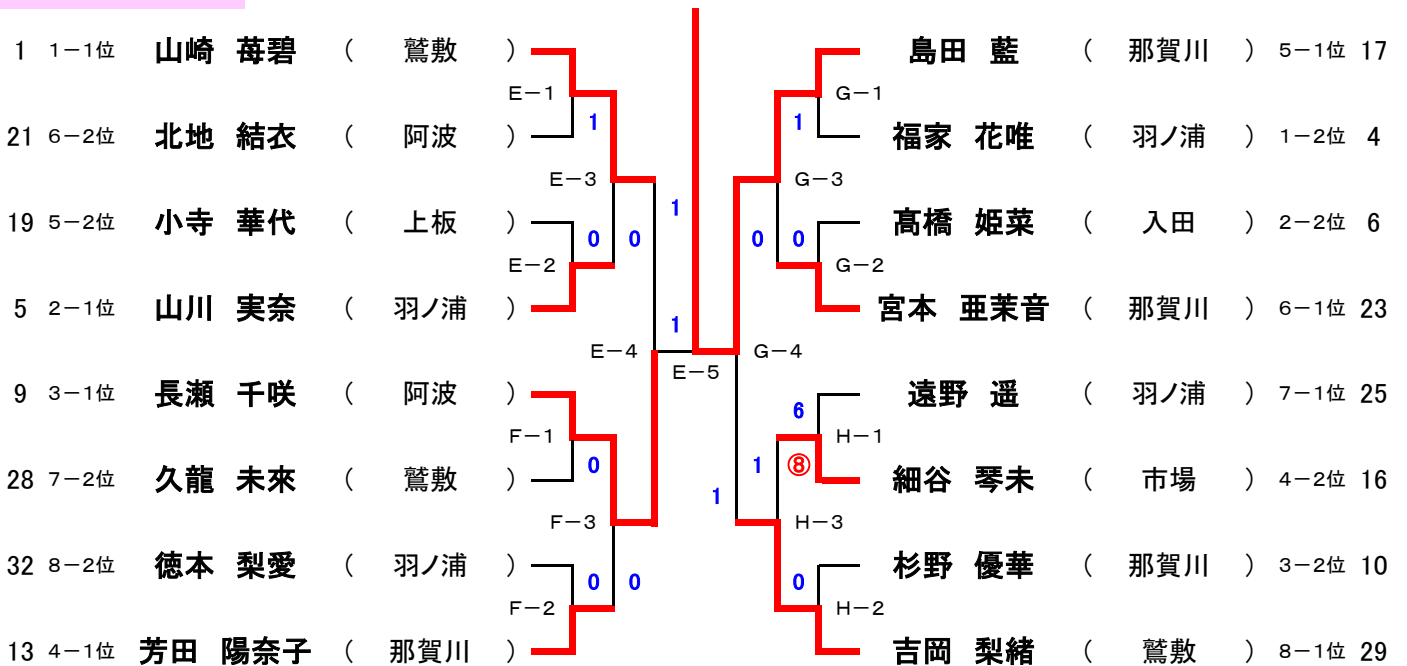 1 1－1位 山崎 苺碧 （ 鷲敷 ）
島田 藍 （ 那賀川 ） 5－1位 17
E－1
G－1
1
1
21 6－2位 北地 結衣 （ 阿波 ）
福家 花唯 （ 羽ノ浦 ） 1－2位 4
E－3
G－3
1
19 5－2位 小寺 華代 （ 上板 ）
髙橋 姫菜 （ 入田 ） 2－2位 6
0 0
0 0
E－2
G－2
5 2－1位 山川 実奈 （ 羽ノ浦 ）
宮本 亜茉音 （ 那賀川 ） 6－1位 23
1
E－4
G－4
E－5
9 3－1位 長瀬 千咲 （ 阿波 ）
遠野 遥 （ 羽ノ浦 ） 7－1位 25
6
F－1
H－1
0
1 ⑧
28 7－2位 久龍 未來 （ 鷲敷 ）
細谷 琴未 （ 市場 ） 4－2位 16
1
F－3
H－3
32 8－2位 徳本 梨愛 （ 羽ノ浦 ）
杉野 優華 （ 那賀川 ） 3－2位 10
0 0
0
F－2
H－2
13 4－1位 芳田 陽奈子 （ 那賀川 ）
吉岡 梨緒 （ 鷲敷 ） 8－1位 29